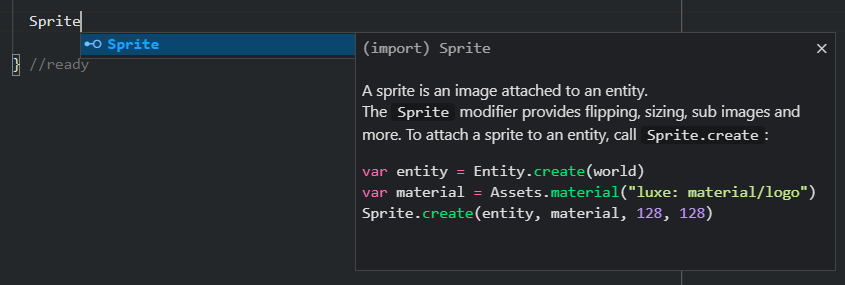 Sprite
Sprite
} //ready
(import) Sprite
A sprite is an image attached to an entity.
The Sprite modifier provides flipping, sizing, sub images and
more. To attach a sprite to an entity, call Sprite.create:
var entity = Entity.create(world)
var material = Assets.material("luxe: material/logo")
Sprite.create(entity, material, 128, 128)